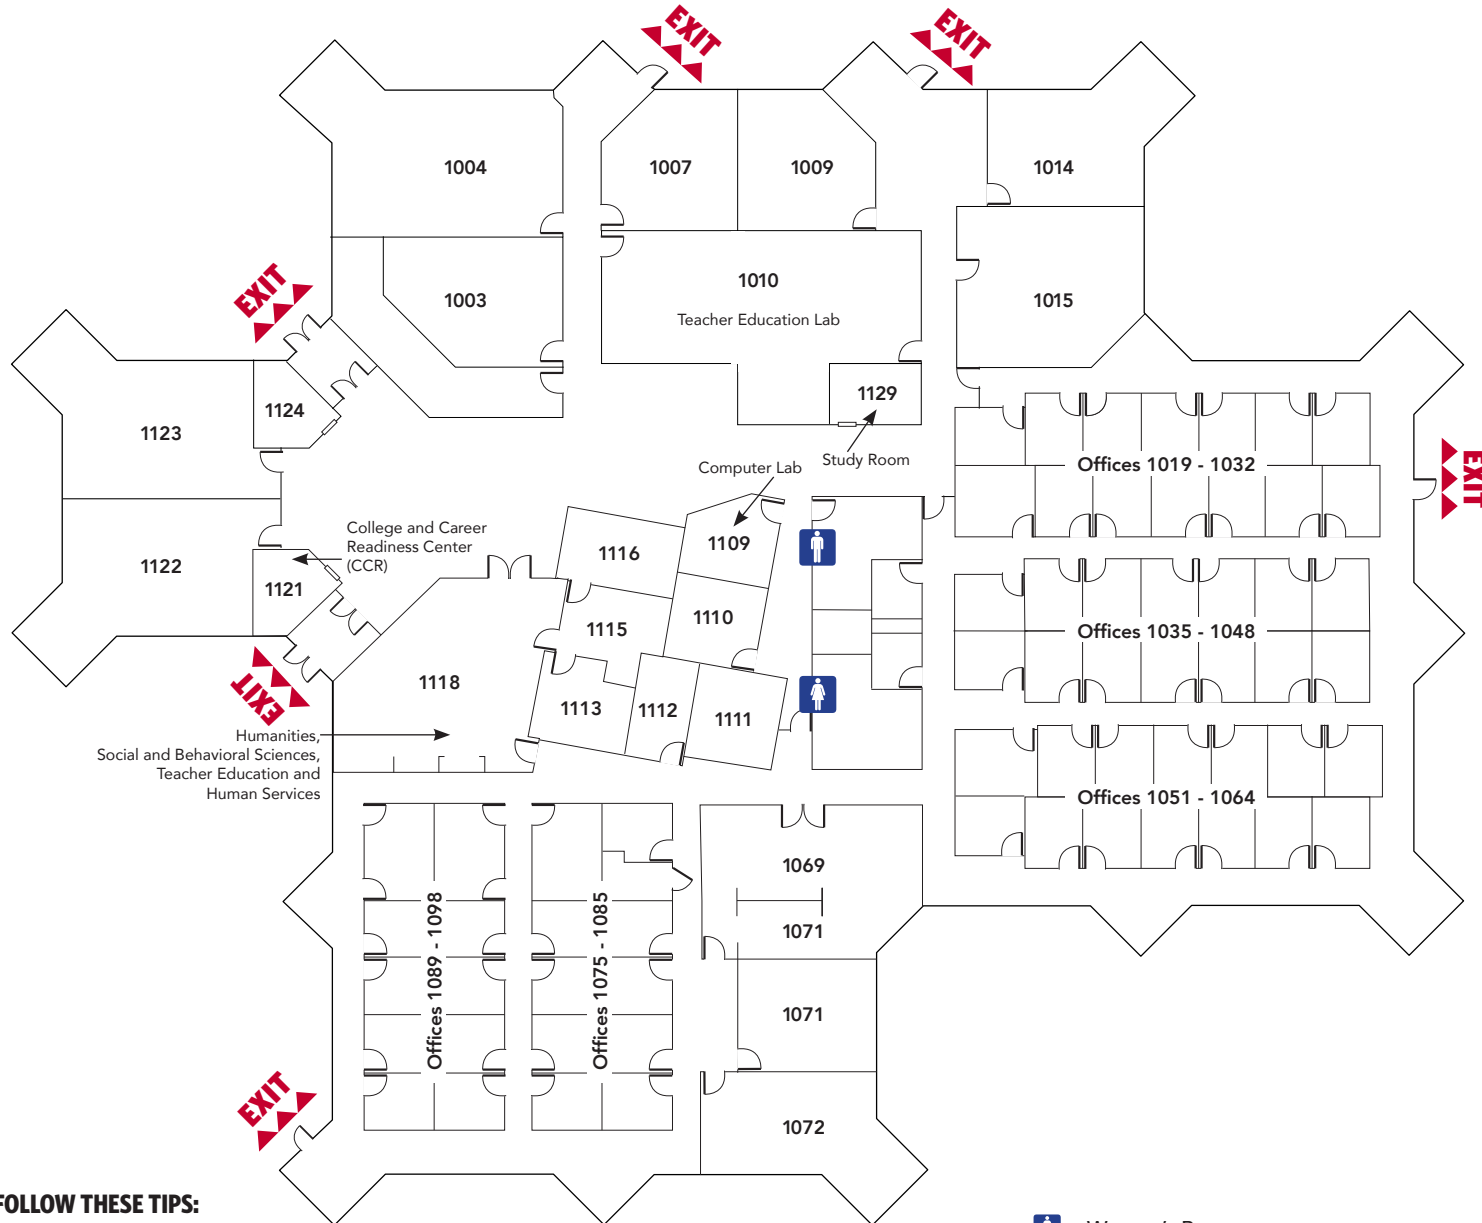 EXIT
EXIT
1004
1007
1009
1014
EXIT
1003
1010
Teacher Education Lab
1015
1124
1123
1129
Study Room
Computer Lab
Offices 1019 - 1032
EXIT
College and Career
Readiness Center
(CCR)
1116
1109
1122
1121
1115
1110
Offices 1035 - 1048
1118
1113
1112
1111
EXIT
Humanities,
Social and Behavioral Sciences,
Teacher Education and
Human Services
Offices 1051 - 1064
1069
1071
Offices 1089 - 1098
Offices 1075 - 1085
1071
EXIT
1072
FOLLOW THESE TIPS: